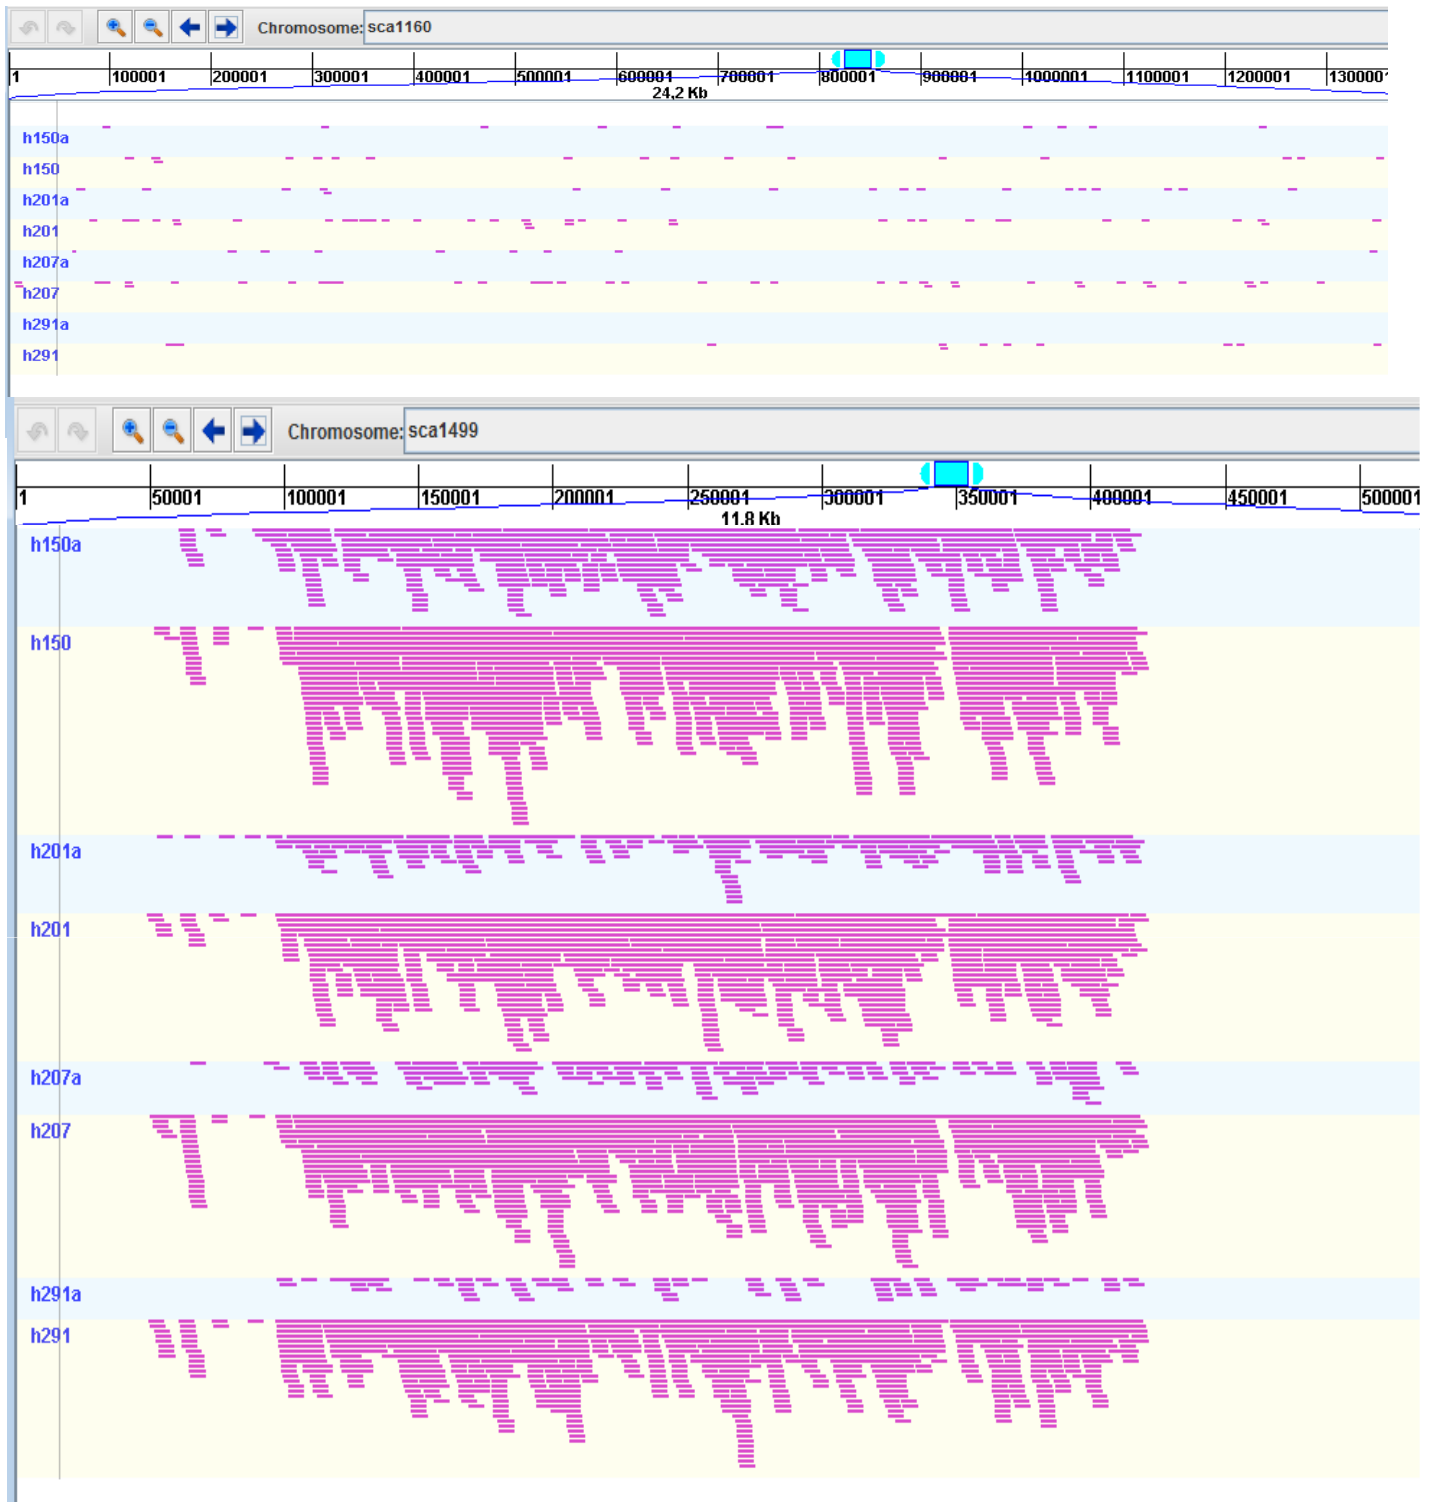 Chromosome: sca1160
1 100001 200001 300001 400001 500001 600001 700001 800001 900001 1000001 1100001 1200001 1300001
24,2 Kb
h150a
h150
h201a
h201
h207a
h207
h291a
h291
Chromosome: sca1499
1 50001 100001 150001 200001 250001 300001 350001 400001 450001 500001
11,8 Kb
h150a
h150
h201a
h201
h207a
h207
h291a
h291